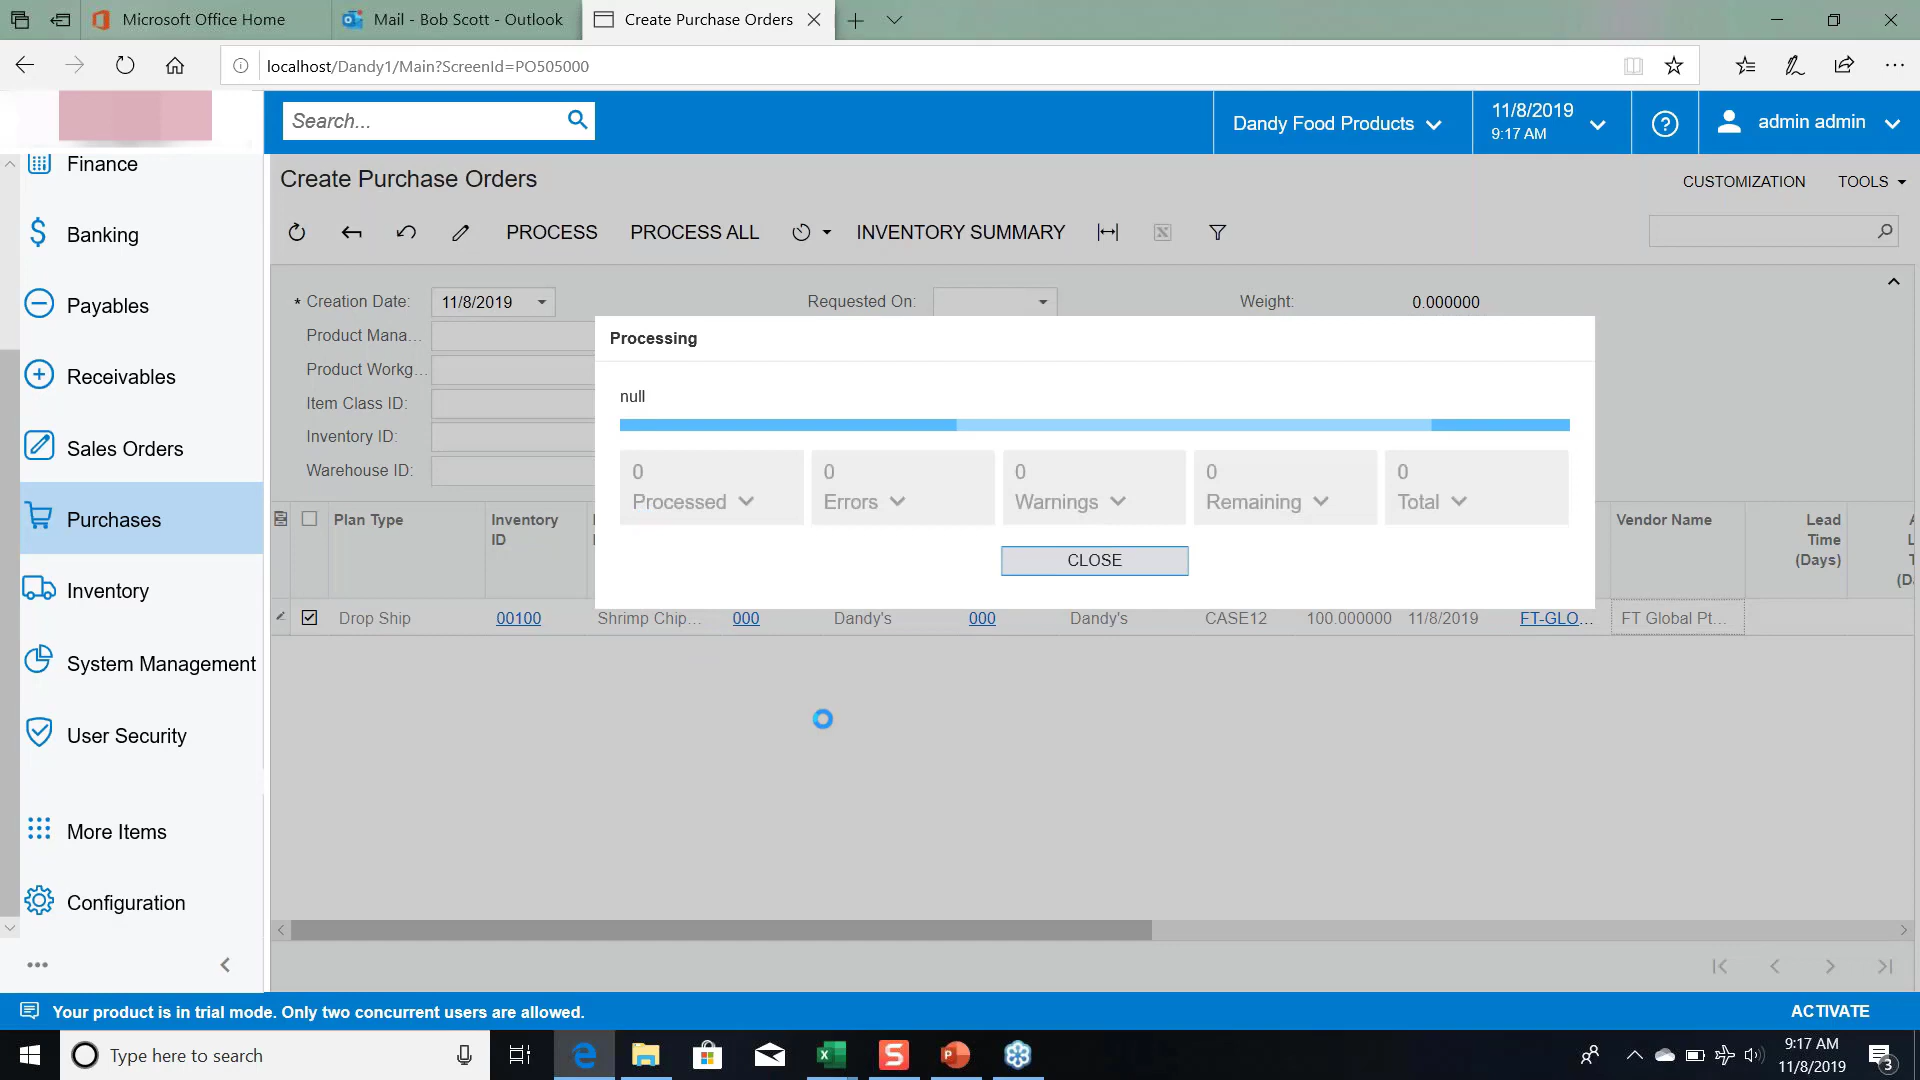 Microsoft Office Home
Mail - Bob Scott - Outlook
Create Purchase Orders
localhost/Dandy1/Main?ScreenId=PO505000
Search...
Dandy Food Products
11/8/2019
9:17 AM
admin admin
Finance
Banking
Payables
Receivables
Sales Orders
Purchases
Inventory
System Management
User Security
More Items
Configuration
Create Purchase Orders
CUSTOMIZATION
TOOLS
PROCESS
PROCESS ALL
INVENTORY SUMMARY
* Creation Date: 11/8/2019
Requested On:
Weight: 0.000000
Product Mana...
Product Workg...
Item Class ID:
Inventory ID:
Warehouse ID:
Processing
null
0 0 0 0 0
Processed Errors Warnings Remaining Total
CLOSE
Plan Type
Inventory
ID
Vendor Name
Lead
Time
(Days)
Drop Ship 00100 Shrimp Chip... 000 Dandy's 000 Dandy's CASE12 100.000000 11/8/2019 FT-GLO... FT Global Pt...
Your product is in trial mode. Only two concurrent users are allowed.
ACTIVATE
Type here to search
9:17 AM
11/8/2019
3